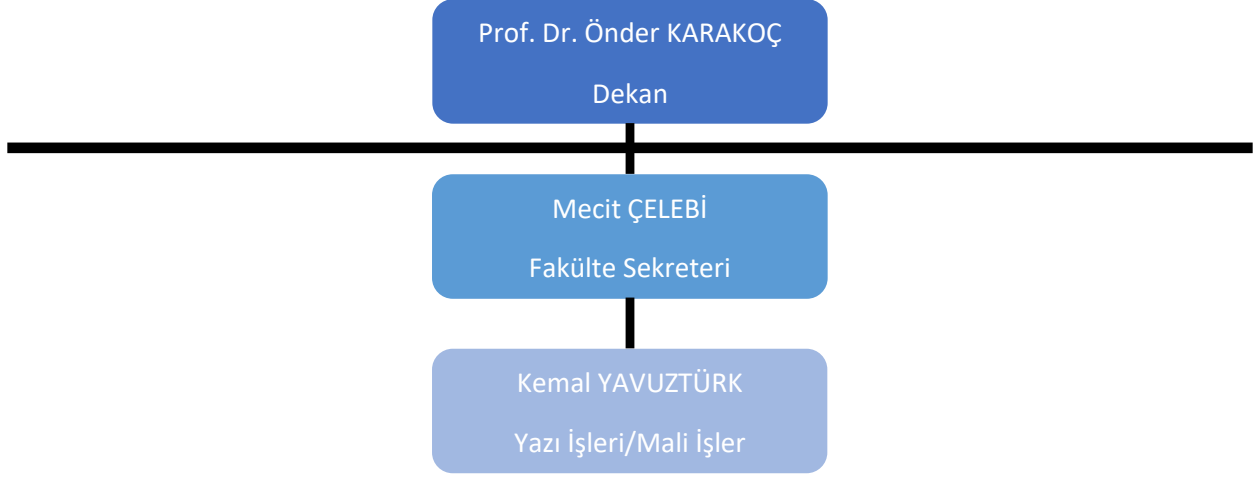 Prof. Dr. Önder KARAKOÇ
Dekan
Mecit ÇELEBİ
Fakülte Sekreteri
Kemal YAVUZTÜRK
Yazı İşleri/Mali İşler